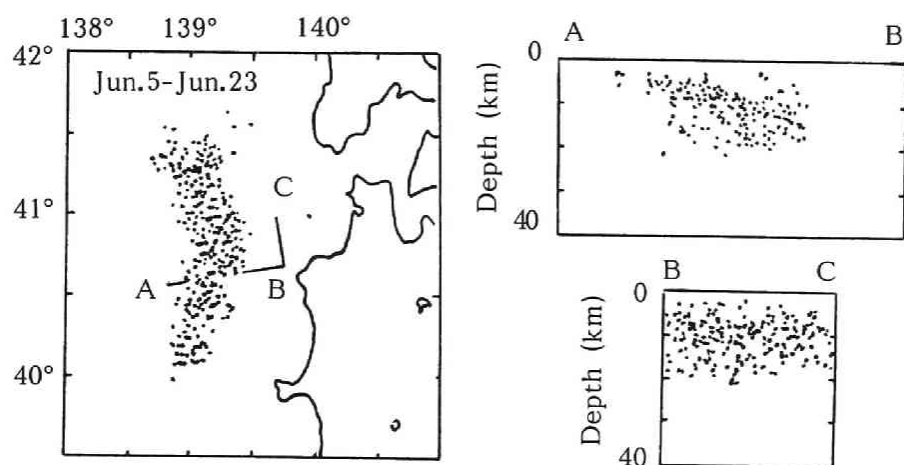 138° 139° 140°
42°
Jun.5-Jun.23
41°
40°
A
B
C
A B
0
Depth (km)
40
B C
0
Depth (km)
40